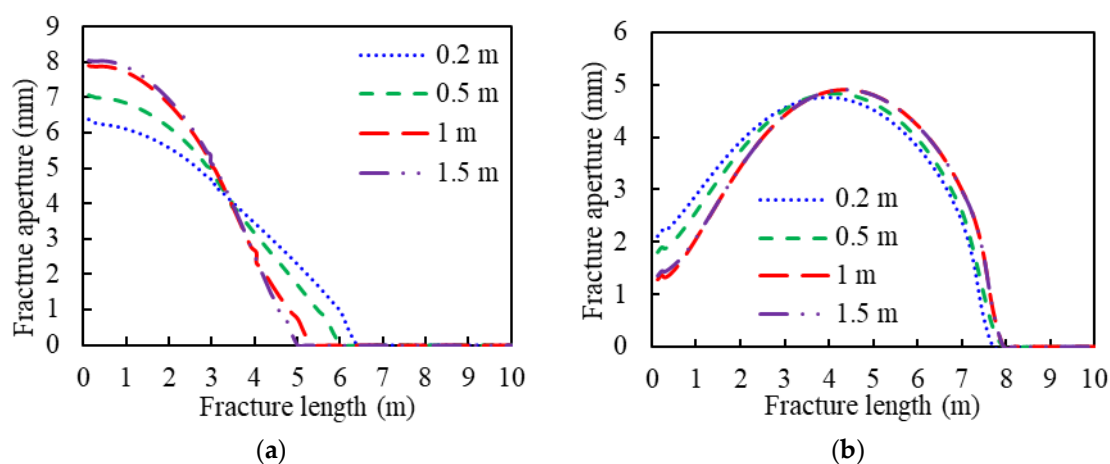 Fractrue aperture (mm)
9
8
7
6
5
4
3
2
1
0
0.2 m
0.5 m
1 m
1.5 m
0 1 2 3 4 5 6 7 8 9 10
Fracture length (m)
(a)
Fracture aperture (mm)
6
5
4
3
2
1
0
0.2 m
0.5 m
1 m
1.5 m
0 1 2 3 4 5 6 7 8 9 10
Fracture length (m)
(b)